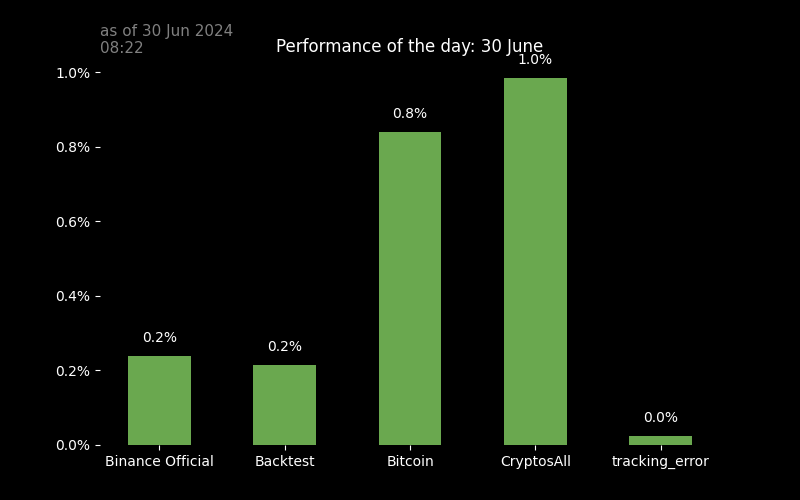 as of 30 Jun 2024
08:22
Performance of the day: 30 June
1.0%
1.0%
0.8%
0.8%
0.6%
0.4%
0.2%
0.2%
0.2%
0.0%
0.0%
Binance Official
Backtest
Bitcoin
CryptosAll
tracking_error